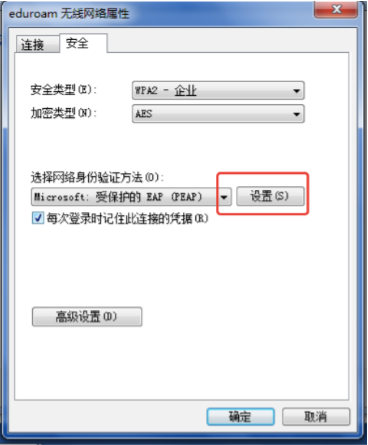 eduroam 无线网络属性
连接 安全
安全类型(E): WPA2 - 企业
加密类型(N): AES
选择网络身份验证方法(O):
Microsoft: 受保护的 EAP (PEAP) 设置(S)
每次登录时记住此连接的凭据(R)
高级设置(D)
确定 取消